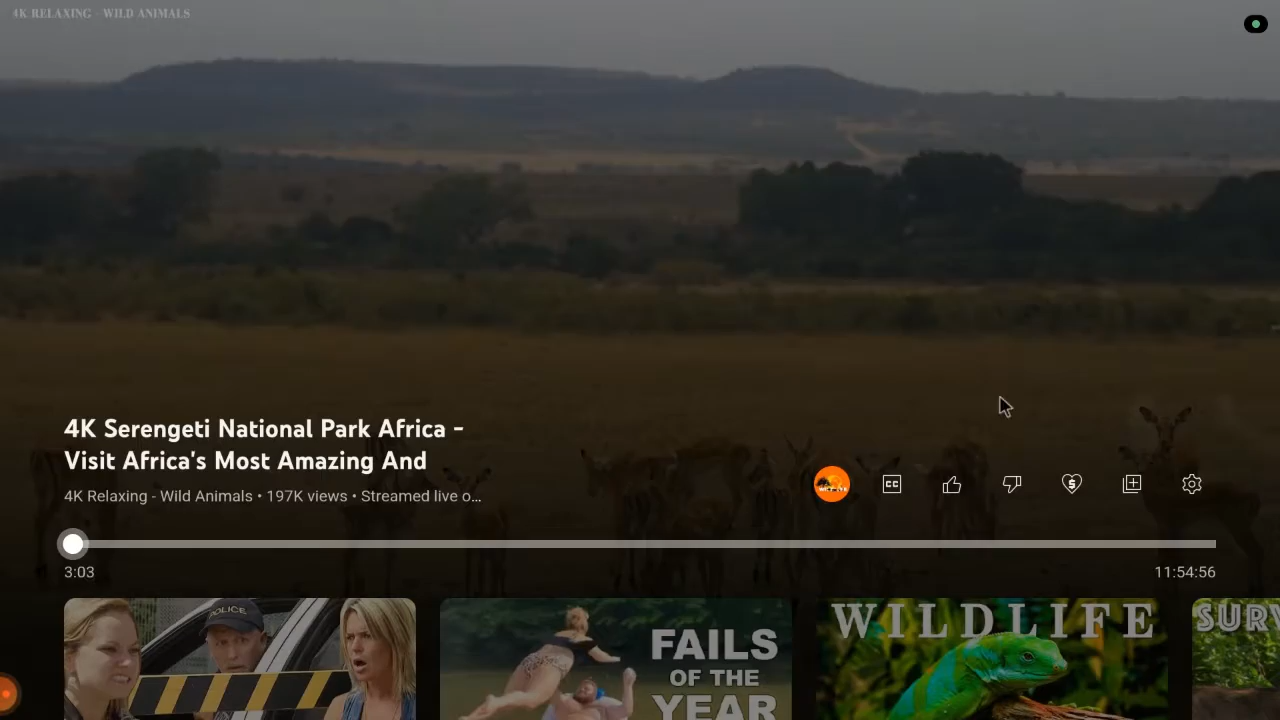 4K RELAXING - WILD ANIMALS
4K Serengeti National Park Africa -
Visit Africa's Most Amazing And
4K Relaxing - Wild Animals • 197K views • Streamed live o...
CC
$
3:03
11:54:56
POLICE
FAILS
OF THE
YEAR
WILDLIFE
SURV